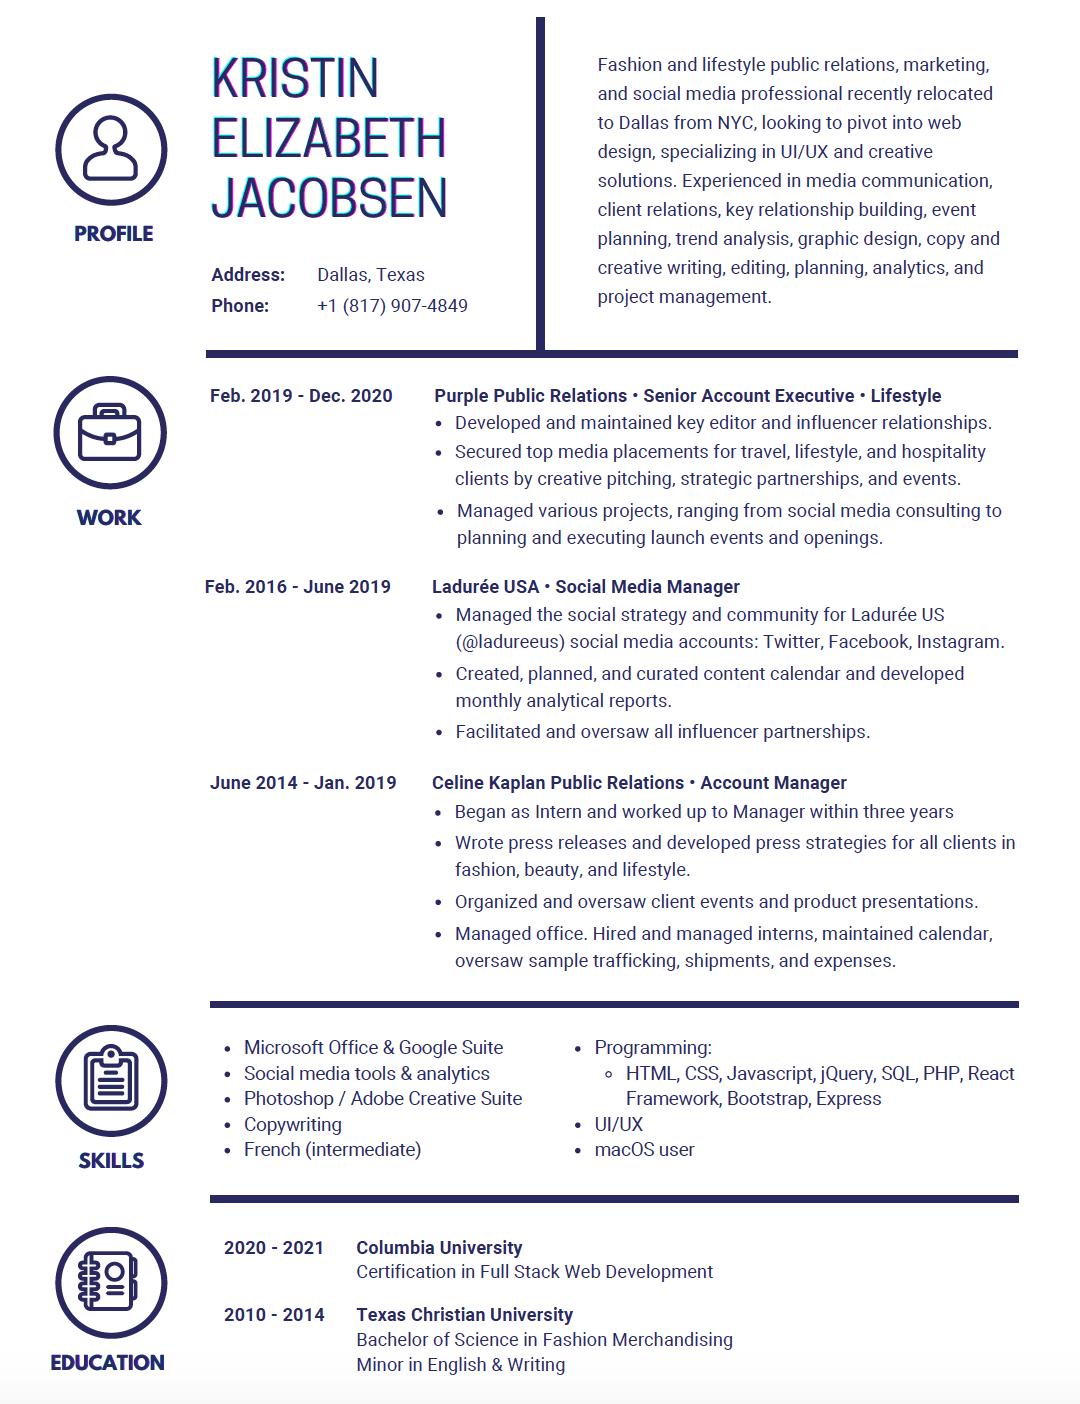 KRISTIN
ELIZABETH
JACOBSEN
PROFILE
Address: Dallas, Texas
Phone: +1 (817) 907-4849
Fashion and lifestyle public relations, marketing,
and social media professional recently relocated
to Dallas from NYC, looking to pivot into web
design, specializing in UI/UX and creative
solutions. Experienced in media communication,
client relations, key relationship building, event
planning, trend analysis, graphic design, copy and
creative writing, editing, planning, analytics, and
project management.
WORK
Feb. 2019 - Dec. 2020 Purple Public Relations • Senior Account Executive • Lifestyle
• Developed and maintained key editor and influencer relationships.
• Secured top media placements for travel, lifestyle, and hospitality
clients by creative pitching, strategic partnerships, and events.
• Managed various projects, ranging from social media consulting to
planning and executing launch events and openings.
Feb. 2016 - June 2019 Ladurée USA • Social Media Manager
• Managed the social strategy and community for Ladurée US
(@ladureeus) social media accounts: Twitter, Facebook, Instagram.
• Created, planned, and curated content calendar and developed
monthly analytical reports.
• Facilitated and oversaw all influencer partnerships.
June 2014 - Jan. 2019 Celine Kaplan Public Relations • Account Manager
• Began as Intern and worked up to Manager within three years
• Wrote press releases and developed press strategies for all clients in
fashion, beauty, and lifestyle.
• Organized and oversaw client events and product presentations.
• Managed office. Hired and managed interns, maintained calendar,
oversaw sample trafficking, shipments, and expenses.
SKILLS
• Microsoft Office & Google Suite
• Social media tools & analytics
• Photoshop / Adobe Creative Suite
• Copywriting
• French (intermediate)
• Programming:
◦ HTML, CSS, Javascript, jQuery, SQL, PHP, React
Framework, Bootstrap, Express
• UI/UX
• macOS user
EDUCATION
2020 - 2021 Columbia University
Certification in Full Stack Web Development
2010 - 2014 Texas Christian University
Bachelor of Science in Fashion Merchandising
Minor in English & Writing